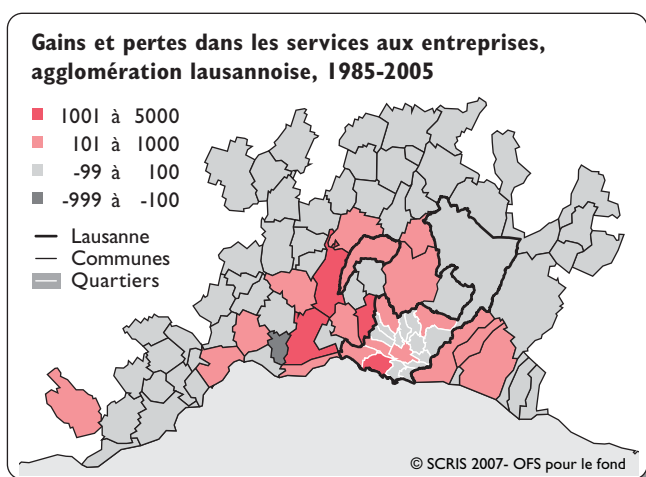 Gains et pertes dans les services aux entreprises,
agglomération lausannoise, 1985-2005
1001 à 5000
101 à 1000
-99 à 100
-999 à -100
Lausanne
Communes
Quartiers
© SCRIS 2007- OFS pour le fond